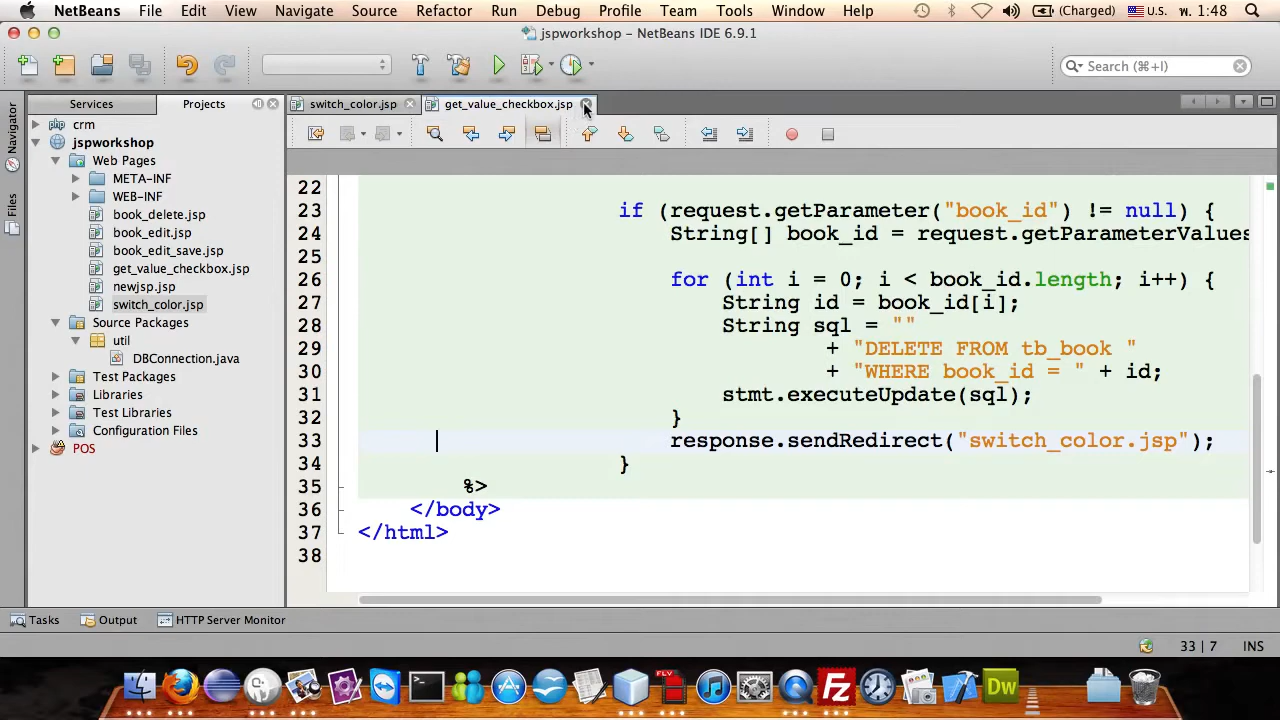 NetBeans File Edit View Navigate Source Refactor Run Debug Profile Team Tools Window Help (Charged) U.S. พ. 1:48
jspworkshop – NetBeans IDE 6.9.1
Search (⌘+I)
Services Projects switch_color.jsp get_value_checkbox.jsp
Navigator
Files
crm
jspworkshop
Web Pages
META-INF
WEB-INF
book_delete.jsp
book_edit.jsp
book_edit_save.jsp
get_value_checkbox.jsp
newjsp.jsp
switch_color.jsp
Source Packages
util
DBConnection.java
Test Packages
Libraries
Test Libraries
Configuration Files
POS
22
23 if (request.getParameter("book_id") != null) {
24 String[] book_id = request.getParameterValues
25
26 for (int i = 0; i < book_id.length; i++) {
27 String id = book_id[i];
28 String sql = ""
29 + "DELETE FROM tb_book "
30 + "WHERE book_id = " + id;
31 stmt.executeUpdate(sql);
32 }
33 response.sendRedirect("switch_color.jsp");
34 }
35 %>
36 </body>
37 </html>
38
Tasks Output HTTP Server Monitor
33 | 7 INS
FLV
Fz
Dw